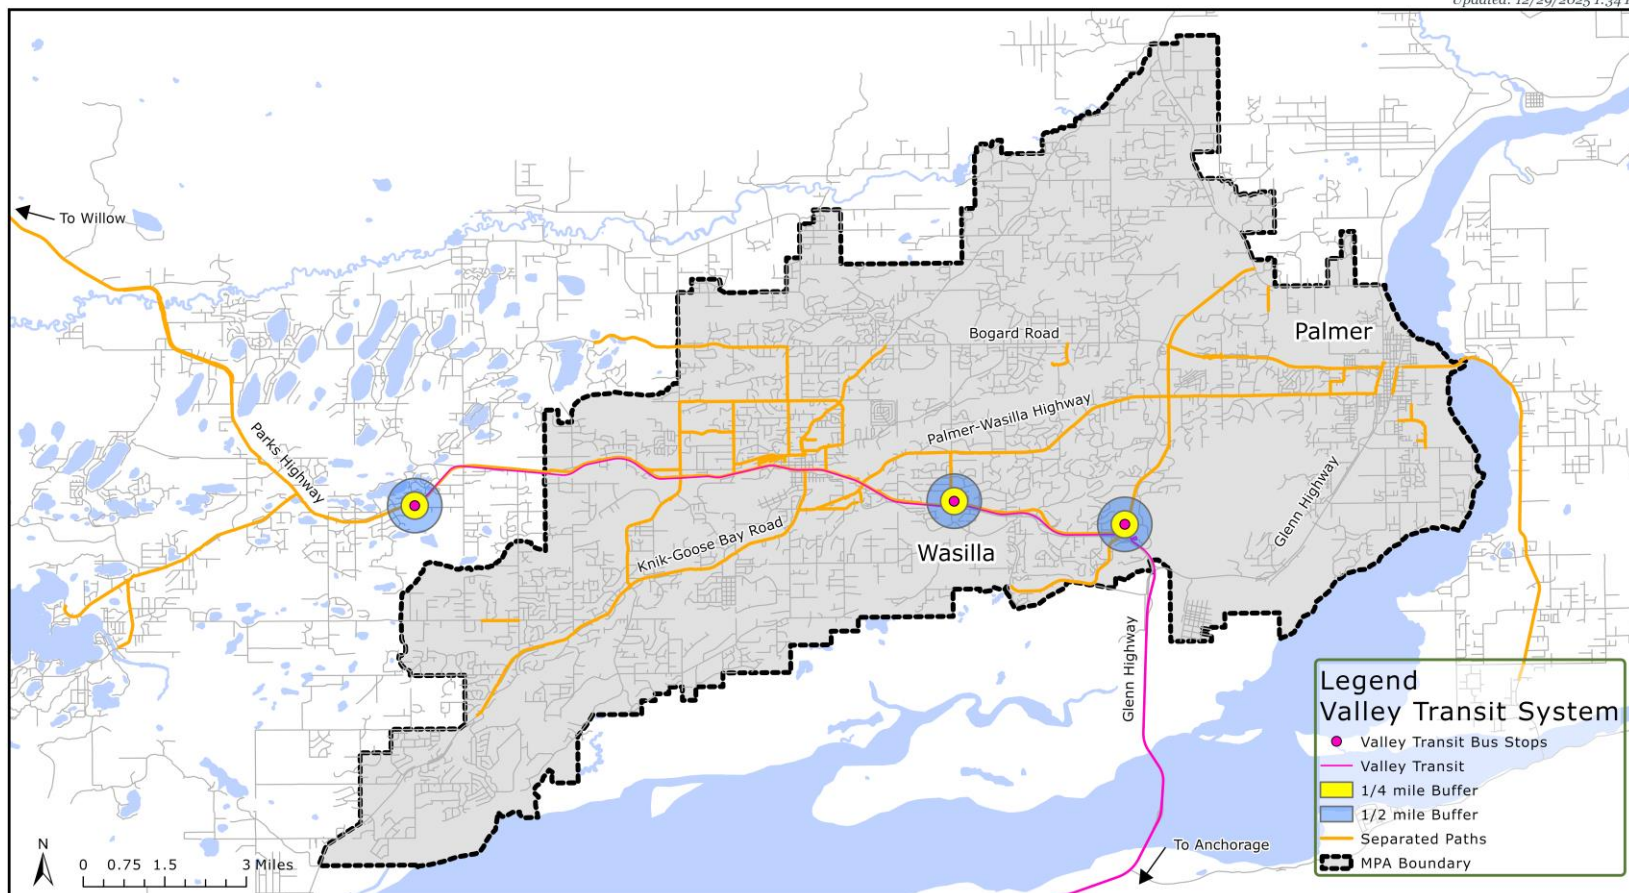 To Willow
Bogard Road
Palmer
Palmer-Wasilla Highway
Parks Highway
Glenn Highway
Knik-Goose Bay Road
Wasilla
Glenn Highway
To Anchorage
N
0 0.75 1.5 3 Miles
Legend
Valley Transit System
Valley Transit Bus Stops
Valley Transit
1/4 mile Buffer
1/2 mile Buffer
Separated Paths
MPA Boundary